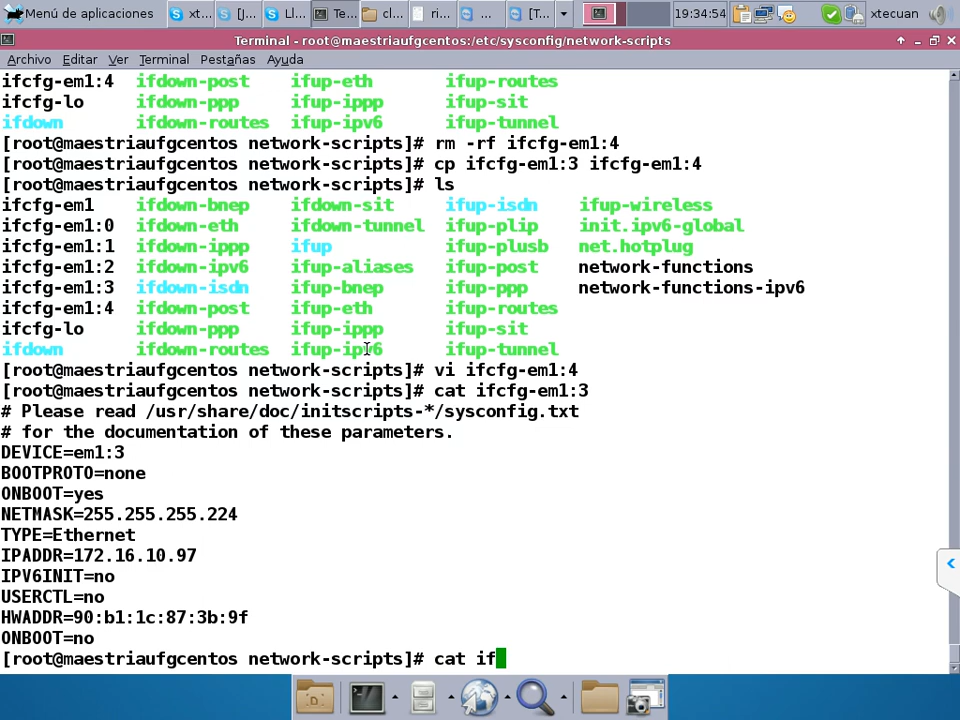 Menú de aplicaciones xt... [J... Ll... Te... cl... ri... ... [T... 19:34:54 xtecuan
Terminal - root@maestriaufgcentos:/etc/sysconfig/network-scripts
Archivo Editar Ver Terminal Pestañas Ayuda
ifcfg-em1:4 ifdown-post ifup-eth ifup-routes
ifcfg-lo ifdown-ppp ifup-ippp ifup-sit
ifdown ifdown-routes ifup-ipv6 ifup-tunnel
[root@maestriaufgcentos network-scripts]# rm -rf ifcfg-em1:4
[root@maestriaufgcentos network-scripts]# cp ifcfg-em1:3 ifcfg-em1:4
[root@maestriaufgcentos network-scripts]# ls
ifcfg-em1 ifdown-bnep ifdown-sit ifup-isdn ifup-wireless
ifcfg-em1:0 ifdown-eth ifdown-tunnel ifup-plip init.ipv6-global
ifcfg-em1:1 ifdown-ippp ifup ifup-plusb net.hotplug
ifcfg-em1:2 ifdown-ipv6 ifup-aliases ifup-post network-functions
ifcfg-em1:3 ifdown-isdn ifup-bnep ifup-ppp network-functions-ipv6
ifcfg-em1:4 ifdown-post ifup-eth ifup-routes
ifcfg-lo ifdown-ppp ifup-ippp ifup-sit
ifdown ifdown-routes ifup-ipv6 ifup-tunnel
[root@maestriaufgcentos network-scripts]# vi ifcfg-em1:4
[root@maestriaufgcentos network-scripts]# cat ifcfg-em1:3
# Please read /usr/share/doc/initscripts-*/sysconfig.txt
# for the documentation of these parameters.
DEVICE=em1:3
BOOTPROTO=none
ONBOOT=yes
NETMASK=255.255.255.224
TYPE=Ethernet
IPADDR=172.16.10.97
IPV6INIT=no
USERCTL=no
HWADDR=90:b1:1c:87:3b:9f
ONBOOT=no
[root@maestriaufgcentos network-scripts]# cat if